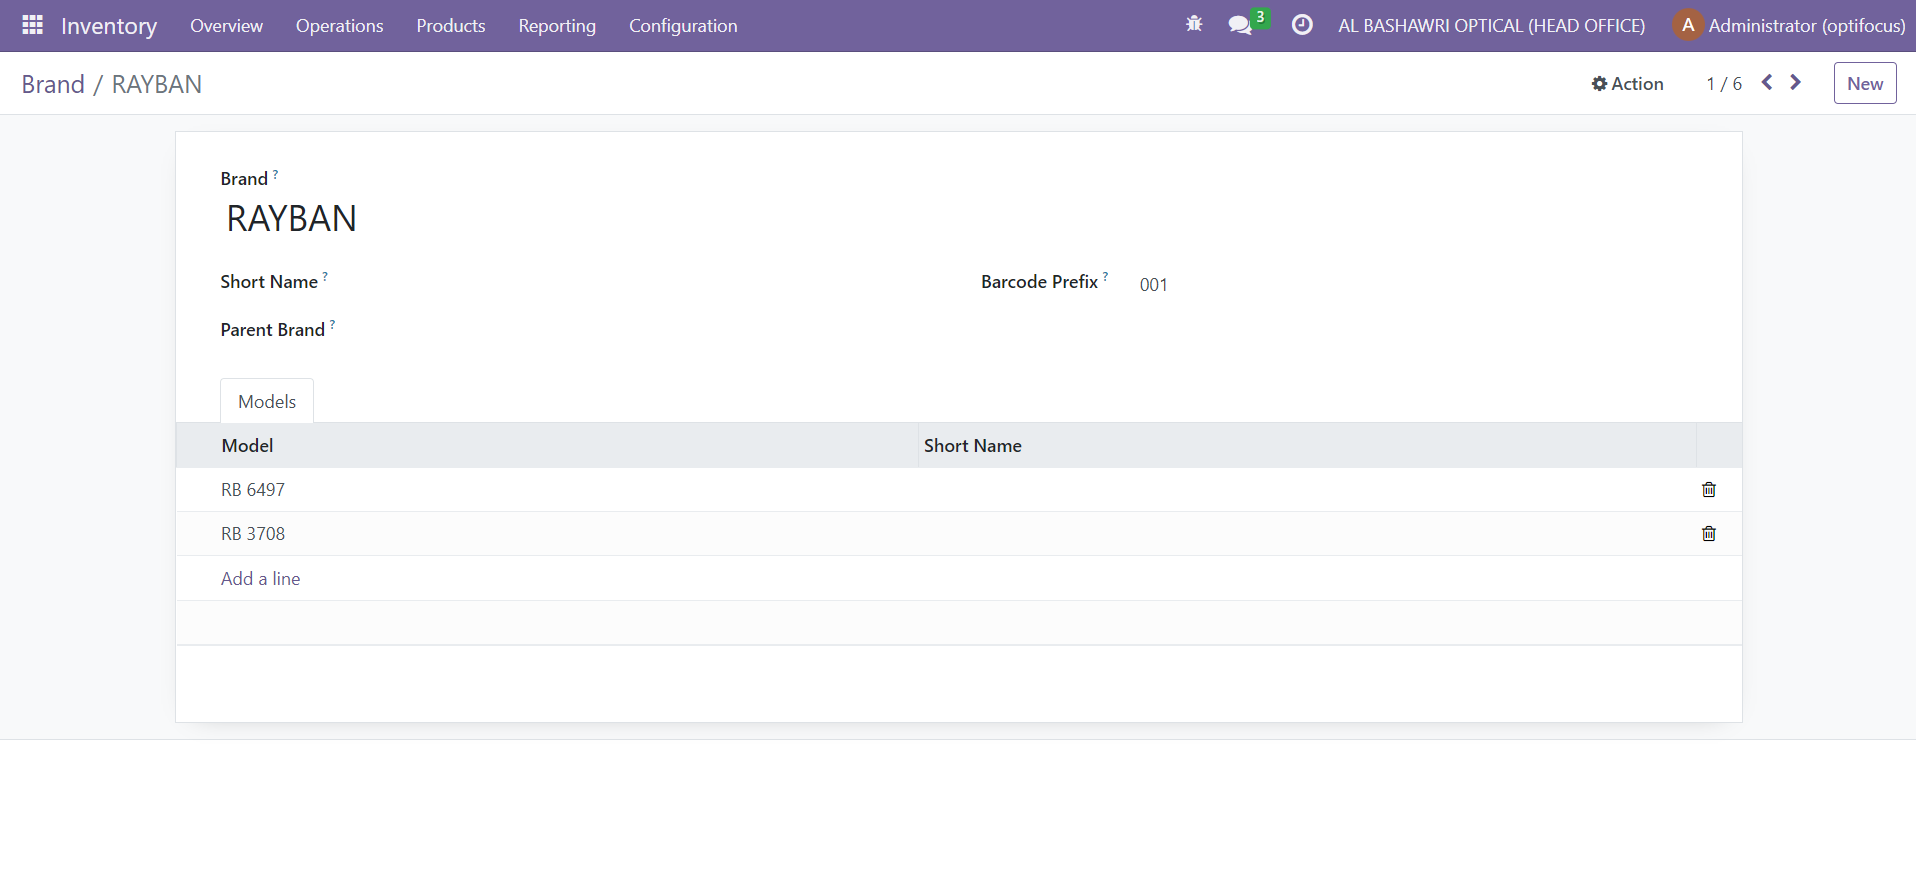 Inventory Overview Operations Products Reporting Configuration 3 AL BASHAWRI OPTICAL (HEAD OFFICE) A Administrator (optifocus)
Brand / RAYBAN Action 1 / 6 New
Brand ?
RAYBAN
Short Name ? Barcode Prefix ? 001
Parent Brand ?
Models
Model Short Name
RB 6497
RB 3708
Add a line